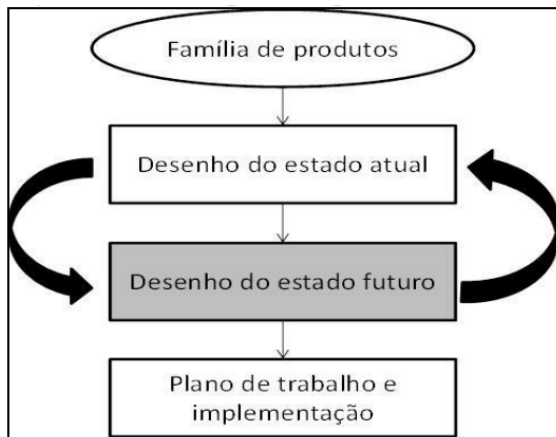 Família de produtos
Desenho do estado atual
Desenho do estado futuro
Plano de trabalho e
implementação